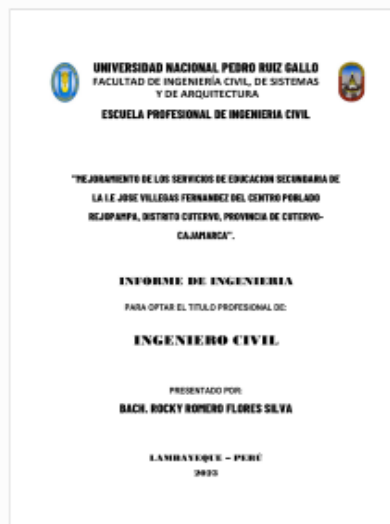 UNIVERSIDAD NACIONAL PEDRO RUIZ GALLO
FACULTAD DE INGENIERÍA CIVIL, DE SISTEMAS
Y DE ARQUITECTURA
ESCUELA PROFESIONAL DE INGENIERIA CIVIL
"MEJORAMIENTO DE LOS SERVICIOS DE EDUCACION SECUNDARIA DE
LA I.E JOSE VILLEGAS FERNANDEZ DEL CENTRO POBLADO
REJOPAMPA, DISTRITO CUTERVO, PROVINCIA DE CUTERVO-
CAJAMARCA".
INFORME DE INGENIERIA
PARA OPTAR EL TITULO PROFESIONAL DE:
INGENIERO CIVIL
PRESENTADO POR:
BACH. ROCKY ROMERO FLORES SILVA
LAMBAYEQUE – PERÚ
2023